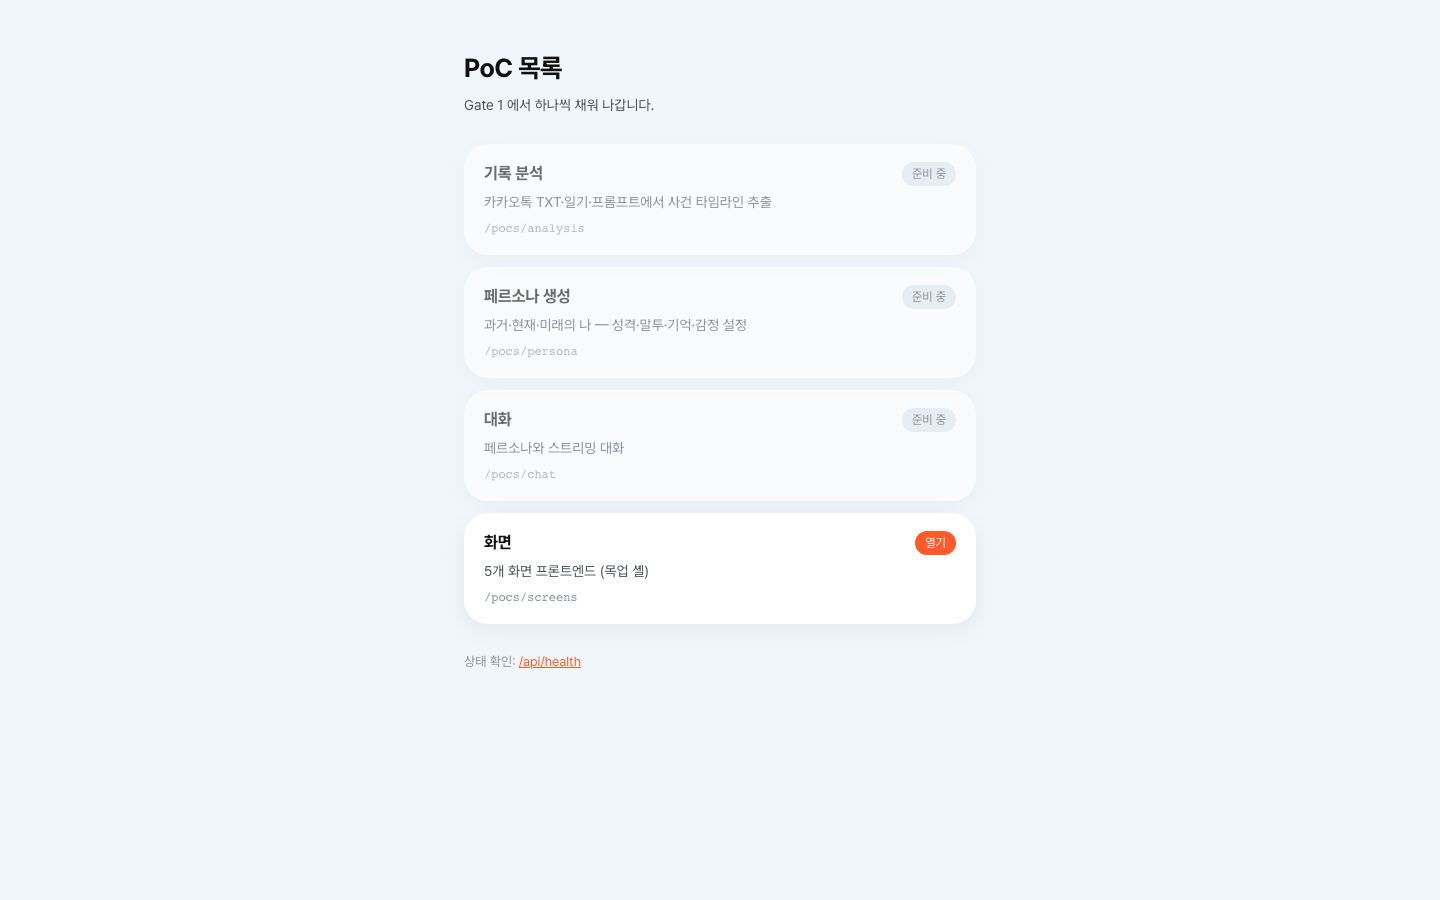 PoC 목록
Gate 1 에서 하나씩 채워 나갑니다.
기록 분석
준비 중
카카오톡 TXT·일기·프롬프트에서 사건 타임라인 추출
/pocs/analysis
페르소나 생성
준비 중
과거·현재·미래의 나 — 성격·말투·기억·감정 설정
/pocs/persona
대화
준비 중
페르소나와 스트리밍 대화
/pocs/chat
화면
열기
5개 화면 프론트엔드 (목업 셸)
/pocs/screens
상태 확인: /api/health